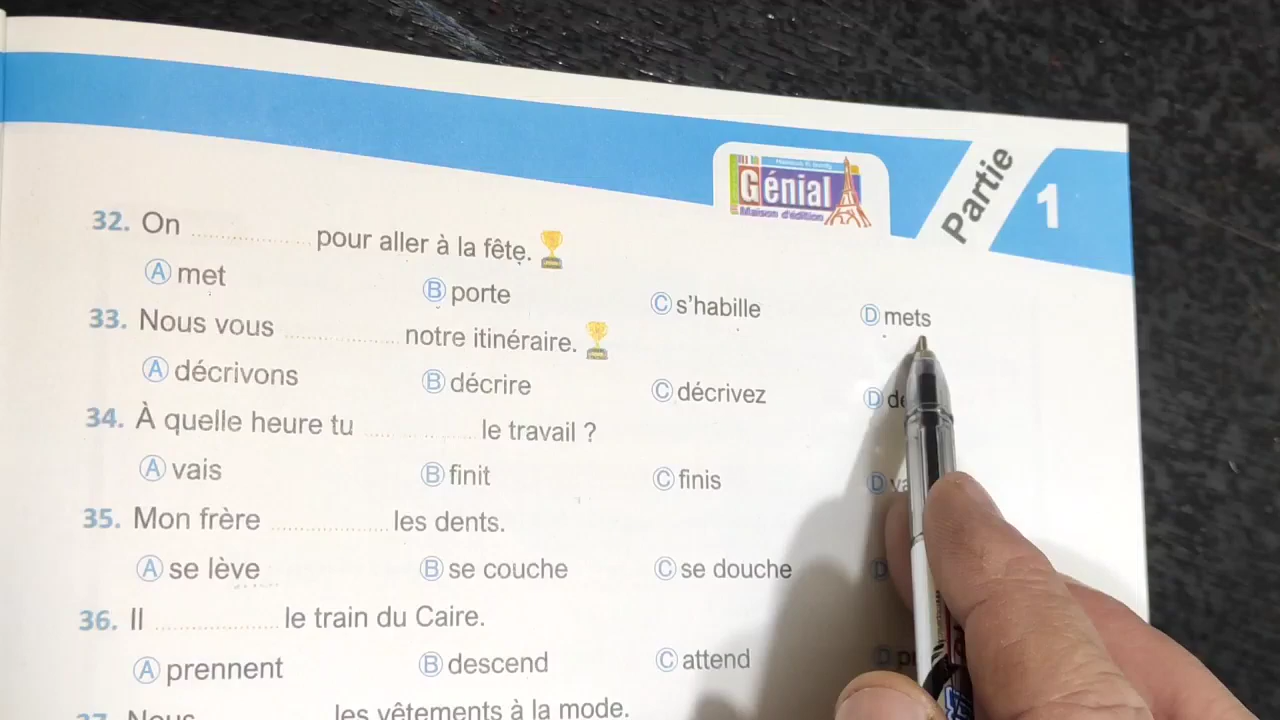 Génial
Maison d'édition
Partie 1
32. On ............... pour aller à la fête.
A met B porte C s'habille D mets
33. Nous vous ............... notre itinéraire.
A décrivons B décrire C décrivez D
34. À quelle heure tu ............... le travail ?
A vais B finit C finis D
35. Mon frère ............... les dents.
A se lève B se couche C se douche D
36. Il ............... le train du Caire.
A prennent B descend C attend D
37. Nous ............... les vêtements à la mode.